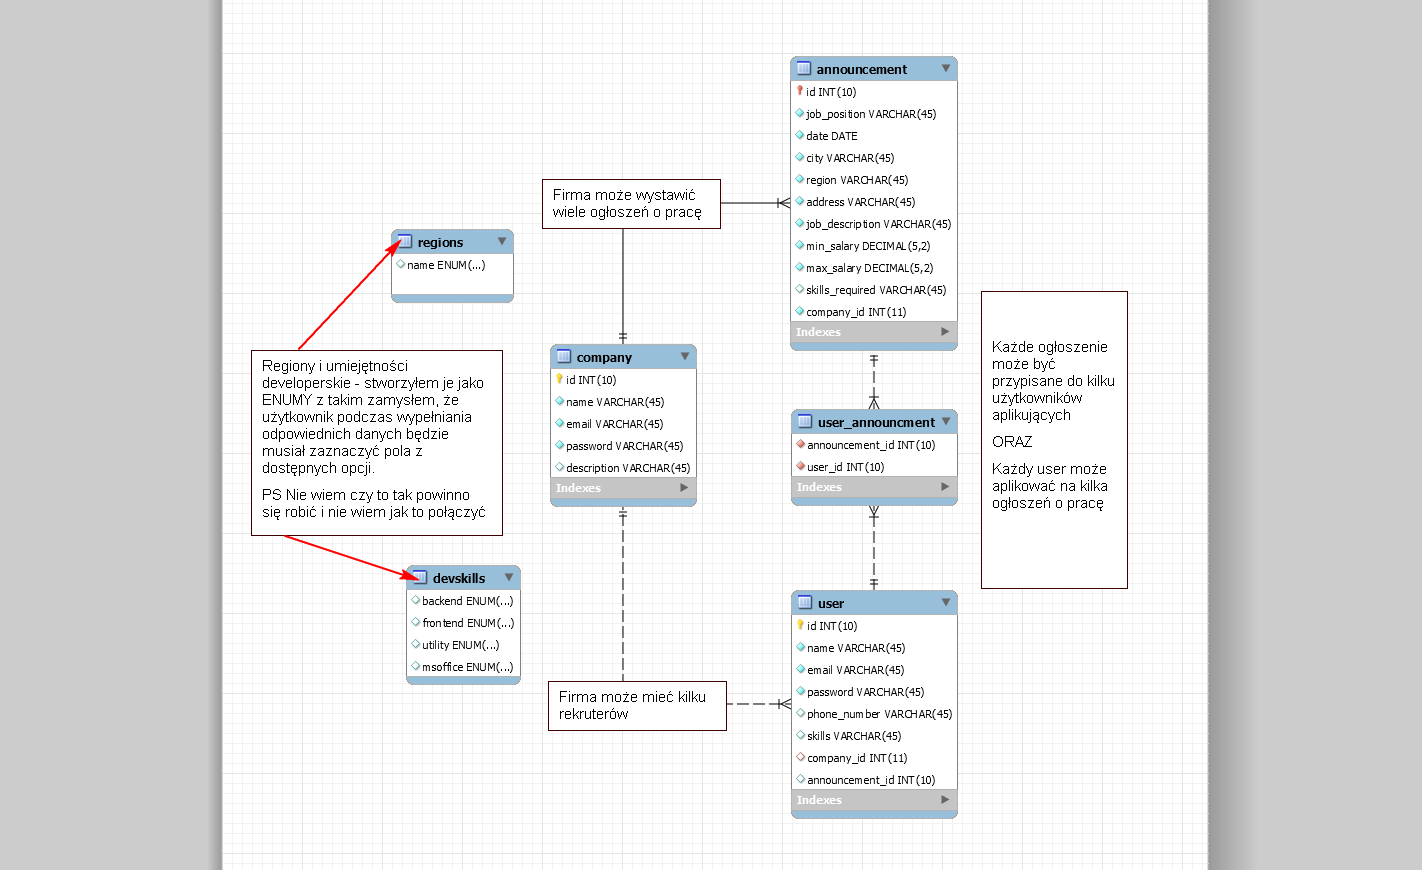 announcement
id INT(10)
job_position VARCHAR(45)
date DATE
city VARCHAR(45)
region VARCHAR(45)
address VARCHAR(45)
job_description VARCHAR(45)
min_salary DECIMAL(5,2)
max_salary DECIMAL(5,2)
skills_required VARCHAR(45)
company_id INT(11)
Indexes
Firma może wystawić
wiele ogłoszeń o pracę
regions
name ENUM(...)
Regiony i umiejętności
developerskie - stworzyłem je jako
ENUMY z takim zamysłem, że
użytkownik podczas wypełniania
odpowiednich danych będzie
musiał zaznaczyć pola z
dostępnych opcji.
PS Nie wiem czy to tak powinno
się robić i nie wiem jak to połączyć
company
id INT(10)
name VARCHAR(45)
email VARCHAR(45)
password VARCHAR(45)
description VARCHAR(45)
Indexes
Każde ogłoszenie
może być
przypisane do kilku
użytkowników
aplikujących
ORAZ
Każdy user może
aplikować na kilka
ogłoszeń o pracę
user_announcment
announcement_id INT(10)
user_id INT(10)
Indexes
devskills
backend ENUM(...)
frontend ENUM(...)
utility ENUM(...)
msoffice ENUM(...)
Firma może mieć kilku
rekruterów
user
id INT(10)
name VARCHAR(45)
email VARCHAR(45)
password VARCHAR(45)
phone_number VARCHAR(45)
skills VARCHAR(45)
company_id INT(11)
announcement_id INT(10)
Indexes